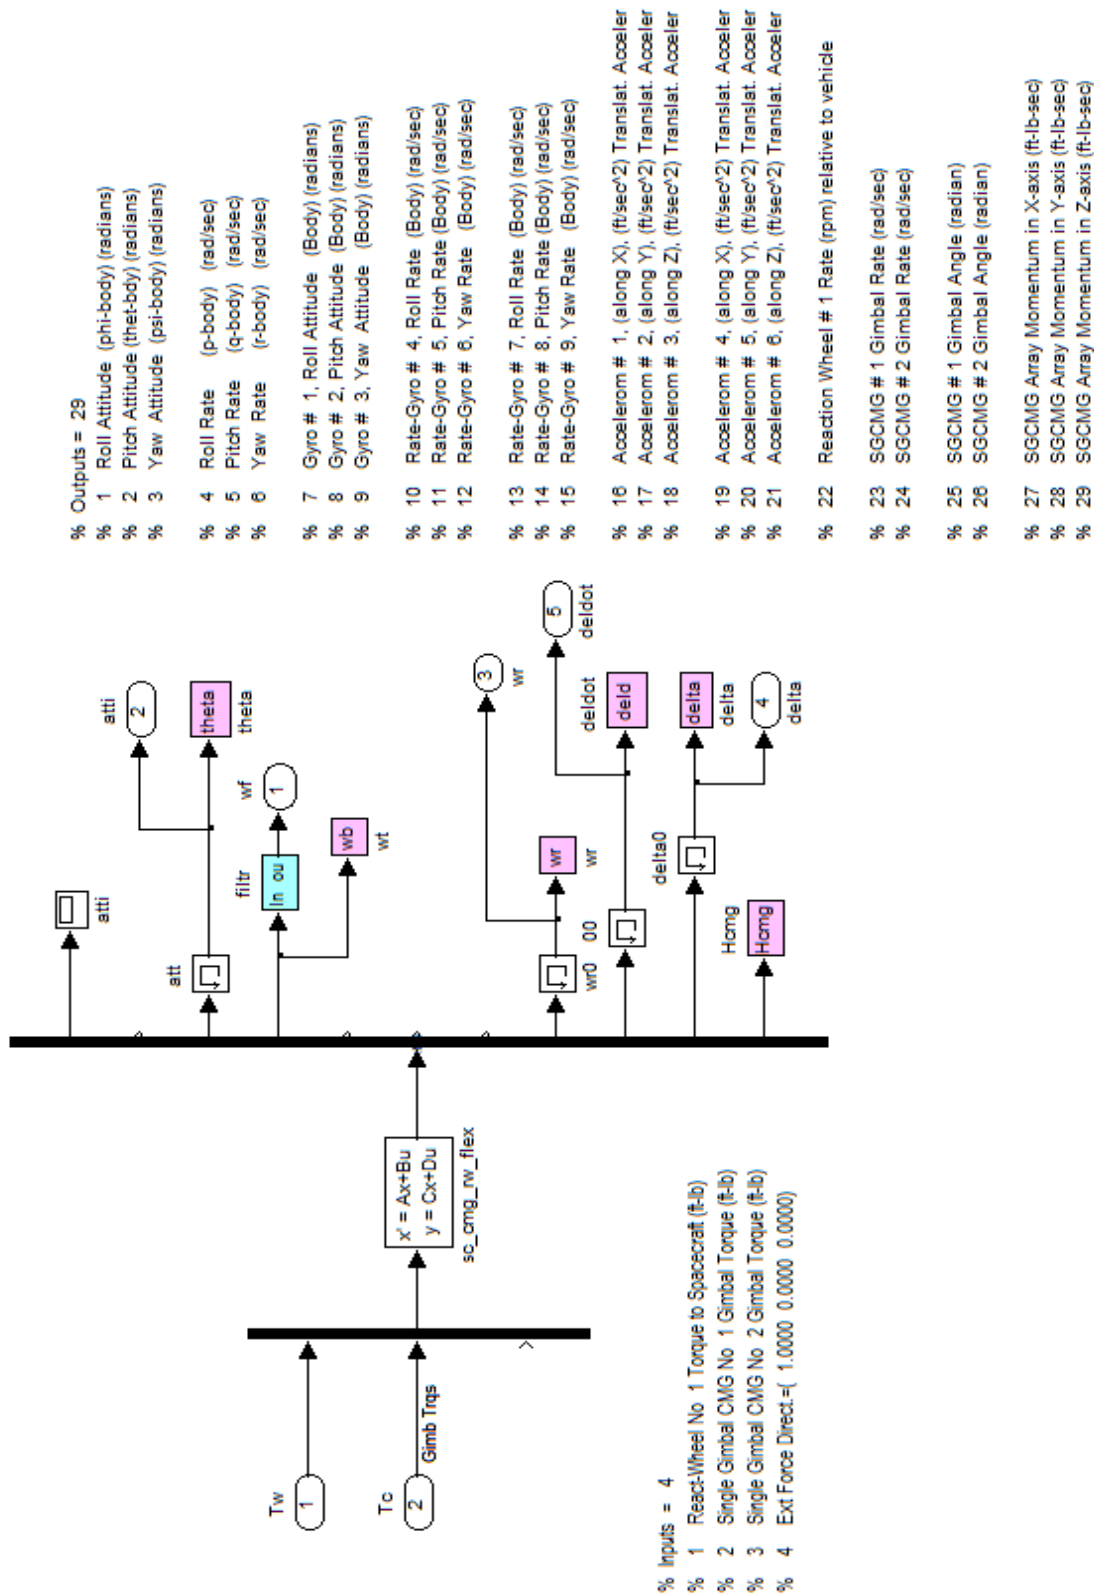 Tw
1
Tc
2
Gimb Trqs
x' = Ax+Bu
y = Cx+Du
sc_cmg_rw_flex
atti
att
atti
2
theta
theta
filtr
In ou
wf
1
wb
wt
wr0
3
wr
wr
wr
00
5
deldot
deldot
deld
delta0
delta
delta
4
delta
Hcmg
Hcmg
% Inputs = 4
% 1 React-Wheel No 1 Torque to Spacecraft (ft-lb)
% 2 Single Gimbal CMG No 1 Gimbal Torque (ft-lb)
% 3 Single Gimbal CMG No 2 Gimbal Torque (ft-lb)
% 4 Ext Force Direct.=( 1.0000 0.0000 0.0000)
% Outputs = 29
% 1 Roll Attitude (phi-body) (radians)
% 2 Pitch Attitude (thet-bdy) (radians)
% 3 Yaw Attitude (psi-body) (radians)
% 4 Roll Rate (p-body) (rad/sec)
% 5 Pitch Rate (q-body) (rad/sec)
% 6 Yaw Rate (r-body) (rad/sec)
% 7 Gyro # 1, Roll Attitude (Body) (radians)
% 8 Gyro # 2, Pitch Attitude (Body) (radians)
% 9 Gyro # 3, Yaw Attitude (Body) (radians)
% 10 Rate-Gyro # 4, Roll Rate (Body) (rad/sec)
% 11 Rate-Gyro # 5, Pitch Rate (Body) (rad/sec)
% 12 Rate-Gyro # 6, Yaw Rate (Body) (rad/sec)
% 13 Rate-Gyro # 7, Roll Rate (Body) (rad/sec)
% 14 Rate-Gyro # 8, Pitch Rate (Body) (rad/sec)
% 15 Rate-Gyro # 9, Yaw Rate (Body) (rad/sec)
% 16 Accelerom # 1, (along X), (ft/sec^2) Translat. Acceler
% 17 Accelerom # 2, (along Y), (ft/sec^2) Translat. Acceler
% 18 Accelerom # 3, (along Z), (ft/sec^2) Translat. Acceler
% 19 Accelerom # 4, (along X), (ft/sec^2) Translat. Acceler
% 20 Accelerom # 5, (along Y), (ft/sec^2) Translat. Acceler
% 21 Accelerom # 6, (along Z), (ft/sec^2) Translat. Acceler
% 22 Reaction Wheel # 1 Rate (rpm) relative to vehicle
% 23 SGCMG # 1 Gimbal Rate (rad/sec)
% 24 SGCMG # 2 Gimbal Rate (rad/sec)
% 25 SGCMG # 1 Gimbal Angle (radian)
% 26 SGCMG # 2 Gimbal Angle (radian)
% 27 SGCMG Array Momentum in X-axis (ft-lb-sec)
% 28 SGCMG Array Momentum in Y-axis (ft-lb-sec)
% 29 SGCMG Array Momentum in Z-axis (ft-lb-sec)